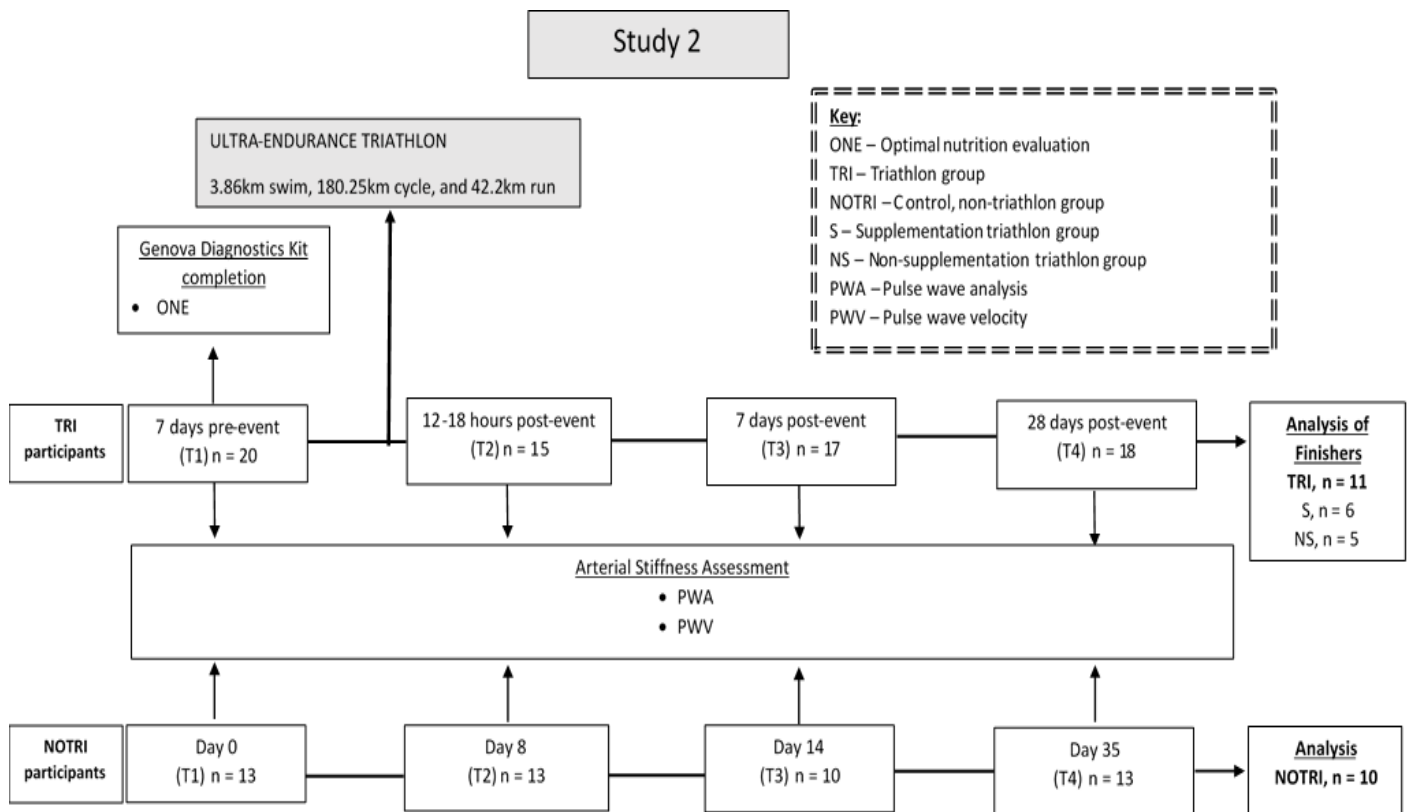 Study 2
Key:
ONE – Optimal nutrition evaluation
TRI – Triathlon group
NOTRI – Control, non-triathlon group
S – Supplementation triathlon group
NS – Non-supplementation triathlon group
PWA – Pulse wave analysis
PWV – Pulse wave velocity
ULTRA-ENDURANCE TRIATHLON
3.86km swim, 180.25km cycle, and 42.2km run
Genova Diagnostics Kit
completion
• ONE
TRI
participants
7 days pre-event
(T1) n = 20
12-18 hours post-event
(T2) n = 15
7 days post-event
(T3) n = 17
28 days post-event
(T4) n = 18
Analysis of
Finishers
TRI, n = 11
S, n = 6
NS, n = 5
Arterial Stiffness Assessment
• PWA
• PWV
NOTRI
participants
Day 0
(T1) n = 13
Day 8
(T2) n = 13
Day 14
(T3) n = 10
Day 35
(T4) n = 13
Analysis
NOTRI, n = 10